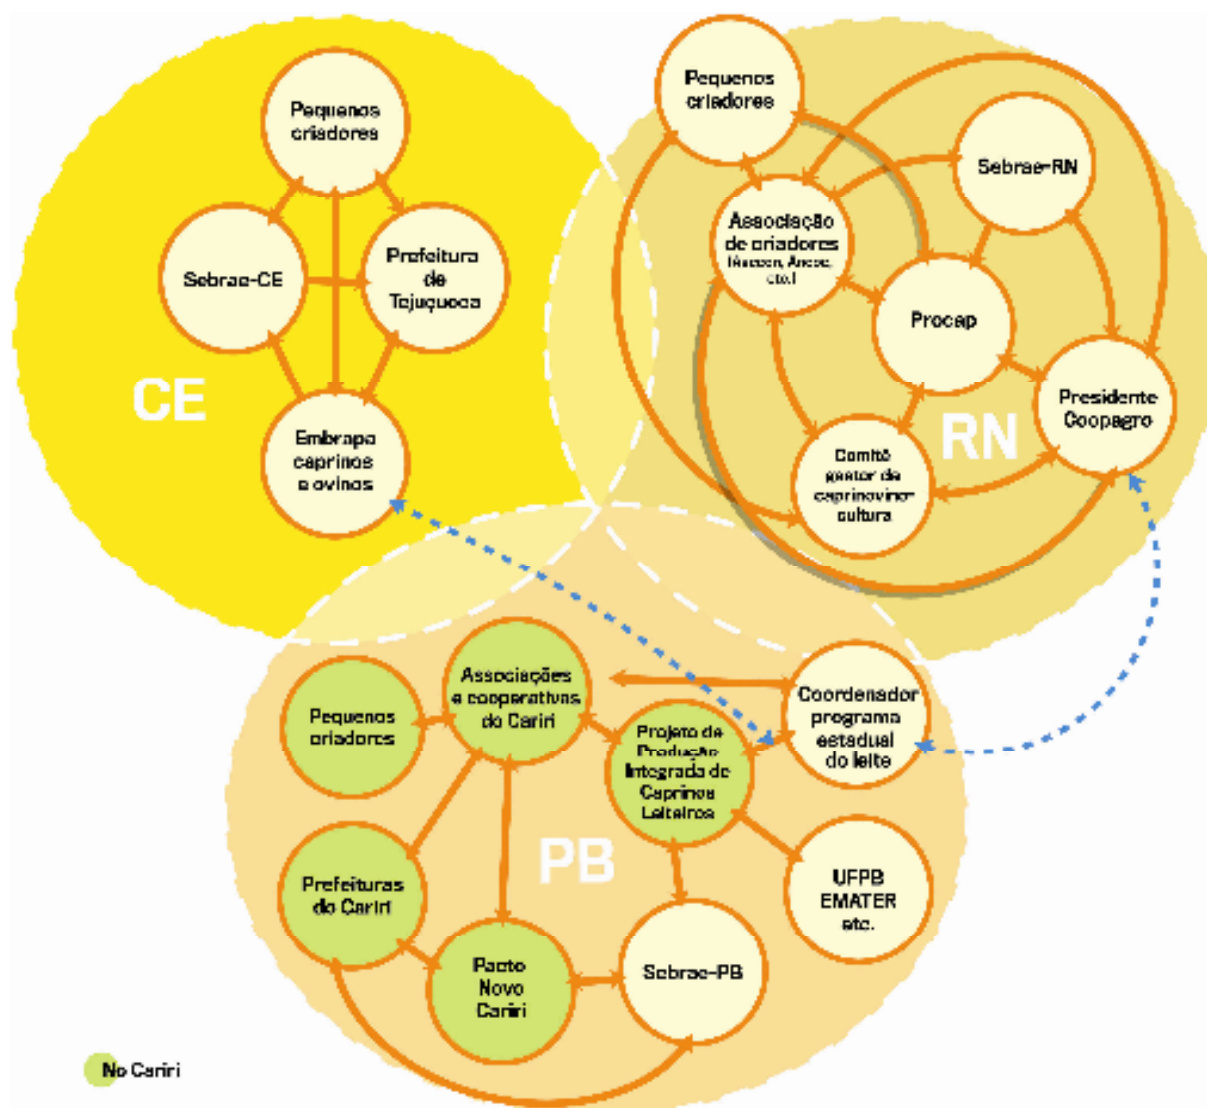 Pequenos
criadores
Sebrae-CE
Prefeitura
de
Tejuçuoca
CE
Embrapa
caprinos
e ovinos
Pequenos
criadores
Sebrae-RN
Associação
de criadores
etc.)
Procap
Presidente
Coopagro
RN
Comitê
gestor de
caprinovino-
cultura
Associações
e cooperativas
do Cariri
Pequenos
criadores
Projeto de
Produção
Integrada de
Caprinos
Leiteiros
Coordenador
programa
estadual
do leite
PB
Prefeituras
do Cariri
UFPB
EMATER
etc.
Pacto
Novo
Cariri
Sebrae-PB
No Cariri